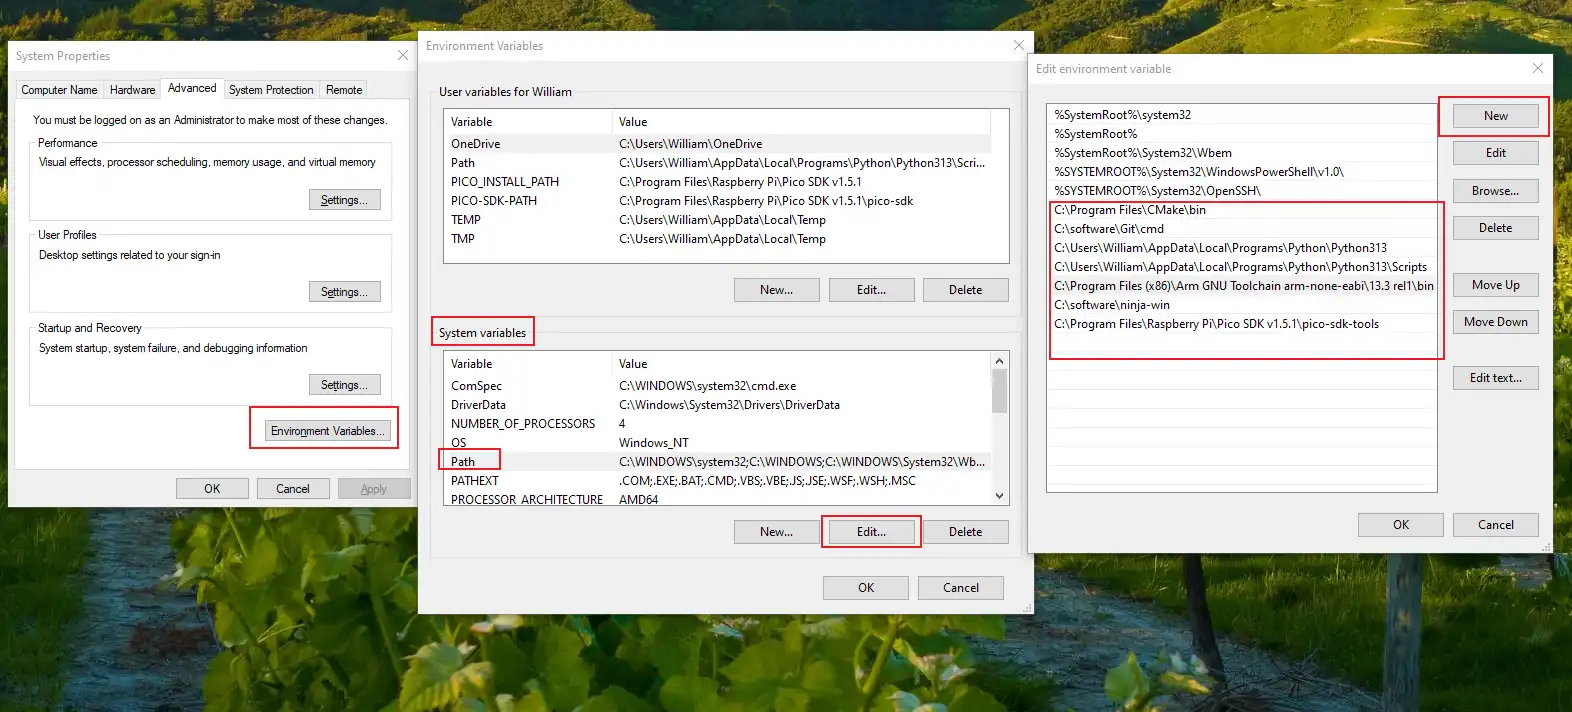 System Properties
Computer Name Hardware Advanced System Protection Remote
You must be logged on as an Administrator to make most of these changes.
Performance
Visual effects, processor scheduling, memory usage, and virtual memory
Settings...
User Profiles
Desktop settings related to your sign-in
Settings...
Startup and Recovery
System startup, system failure, and debugging information
Settings...
Environment Variables...
OK Cancel Apply
Environment Variables
User variables for William
Variable Value
OneDrive C:\Users\William\OneDrive
Path C:\Users\William\AppData\Local\Programs\Python\Python313\Scri...
PICO_INSTALL_PATH C:\Program Files\Raspberry Pi\Pico SDK v1.5.1
PICO-SDK-PATH C:\Program Files\Raspberry Pi\Pico SDK v1.5.1\pico-sdk
TEMP C:\Users\William\AppData\Local\Temp
TMP C:\Users\William\AppData\Local\Temp
New... Edit... Delete
System variables
Variable Value
ComSpec C:\WINDOWS\system32\cmd.exe
DriverData C:\Windows\System32\Drivers\DriverData
NUMBER_OF_PROCESSORS 4
OS Windows_NT
Path C:\WINDOWS\system32;C:\WINDOWS;C:\WINDOWS\System32\Wb...
PATHEXT .COM;.EXE;.BAT;.CMD;.VBS;.VBE;.JS;.JSE;.WSF;.WSH;.MSC
PROCESSOR_ARCHITECTURE AMD64
New... Edit... Delete
OK Cancel
Edit environment variable
%SystemRoot%\system32
%SystemRoot%
%SystemRoot%\System32\Wbem
%SYSTEMROOT%\System32\WindowsPowerShell\v1.0\
%SYSTEMROOT%\System32\OpenSSH\
C:\Program Files\CMake\bin
C:\software\Git\cmd
C:\Users\William\AppData\Local\Programs\Python\Python313
C:\Users\William\AppData\Local\Programs\Python\Python313\Scripts
C:\Program Files (x86)\Arm GNU Toolchain arm-none-eabi\13.3 rel1\bin
C:\software\ninja-win
C:\Program Files\Raspberry Pi\Pico SDK v1.5.1\pico-sdk-tools
New
Edit
Browse...
Delete
Move Up
Move Down
Edit text...
OK Cancel